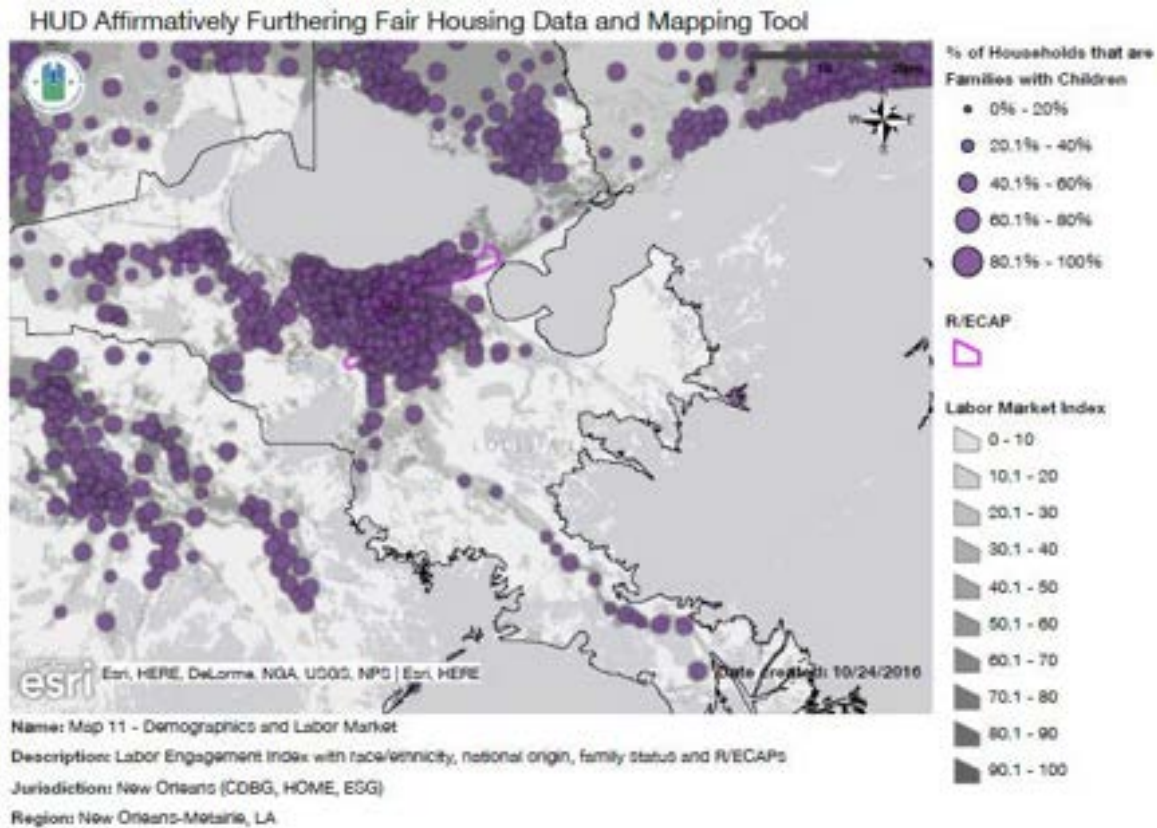 HUD Affirmatively Furthering Fair Housing Data and Mapping Tool
% of Households that are
Families with Children
0% - 20%
20.1% - 40%
40.1% - 60%
60.1% - 80%
80.1% - 100%
R/ECAP
Labor Market Index
0 - 10
10.1 - 20
20.1 - 30
30.1 - 40
40.1 - 50
50.1 - 60
60.1 - 70
70.1 - 80
80.1 - 90
90.1 - 100
W E
S
esri
Esri, HERE, DeLorme, NGA, USGS, NPS | Esri, HERE
Date created: 10/24/2016
Name: Map 11 - Demographics and Labor Market
Description: Labor Engagement Index with race/ethnicity, national origin, family status and R/ECAPs
Jurisdiction: New Orleans (CDBG, HOME, ESG)
Region: New Orleans-Metairie, LA